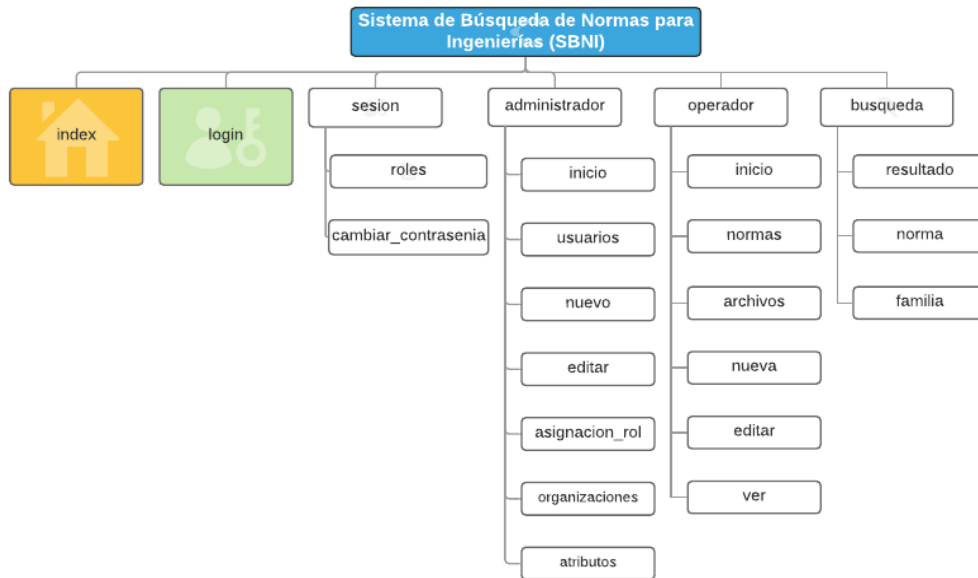 Sistema de Búsqueda de Normas para
Ingenierías (SBNI)
index
login
sesion
roles
cambiar_contrasenia
administrador
inicio
usuarios
nuevo
editar
asignacion_rol
organizaciones
atributos
operador
inicio
normas
archivos
nueva
editar
ver
busqueda
resultado
norma
familia